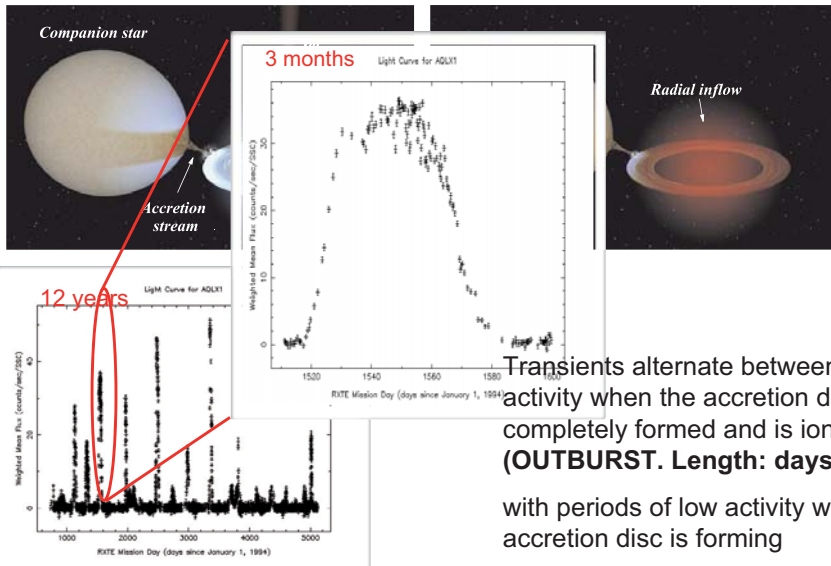 Companion star
Accretion
stream
3 months
Light Curve for AQLX1
Weighted Mean Flux (counts/sec/SSC)
30
20
10
0
1520
1540
1560
1580
1600
RXTE Mission Day (days since January 1, 1994)
Radial inflow
12 years
Light Curve for AQLX1
Weighted Mean Flux (counts/sec/SSC)
40
20
0
1000
2000
3000
4000
5000
RXTE Mission Day (days since January 1, 1994)
Transients alternate between
activity when the accretion d
completely formed and is ion
(OUTBURST. Length: days
with periods of low activity w
accretion disc is forming